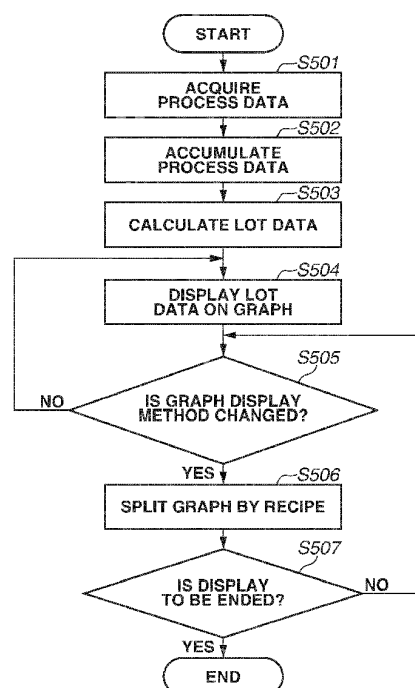 START
S501
ACQUIRE
PROCESS DATA
S502
ACCUMULATE
PROCESS DATA
S503
CALCULATE LOT DATA
S504
DISPLAY LOT
DATA ON GRAPH
S505
IS GRAPH DISPLAY
METHOD CHANGED?
NO
YES
S506
SPLIT GRAPH BY RECIPE
S507
IS DISPLAY
TO BE ENDED?
NO
YES
END